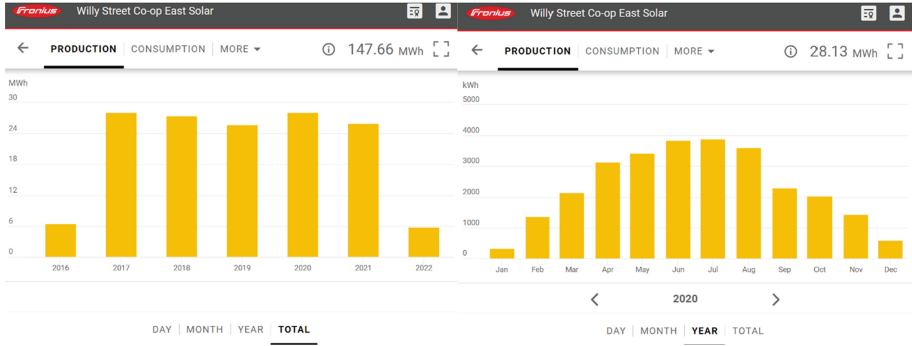 Fronius Willy Street Co-op East Solar
PRODUCTION CONSUMPTION MORE 147.66 MWh
MWh
30
24
18
12
6
0
2016 2017 2018 2019 2020 2021 2022
DAY MONTH YEAR TOTAL
Fronius Willy Street Co-op East Solar
PRODUCTION CONSUMPTION MORE 28.13 MWh
kWh
5000
4000
3000
2000
1000
0
Jan Feb Mar Apr May Jun Jul Aug Sep Oct Nov Dec
2020
DAY MONTH YEAR TOTAL